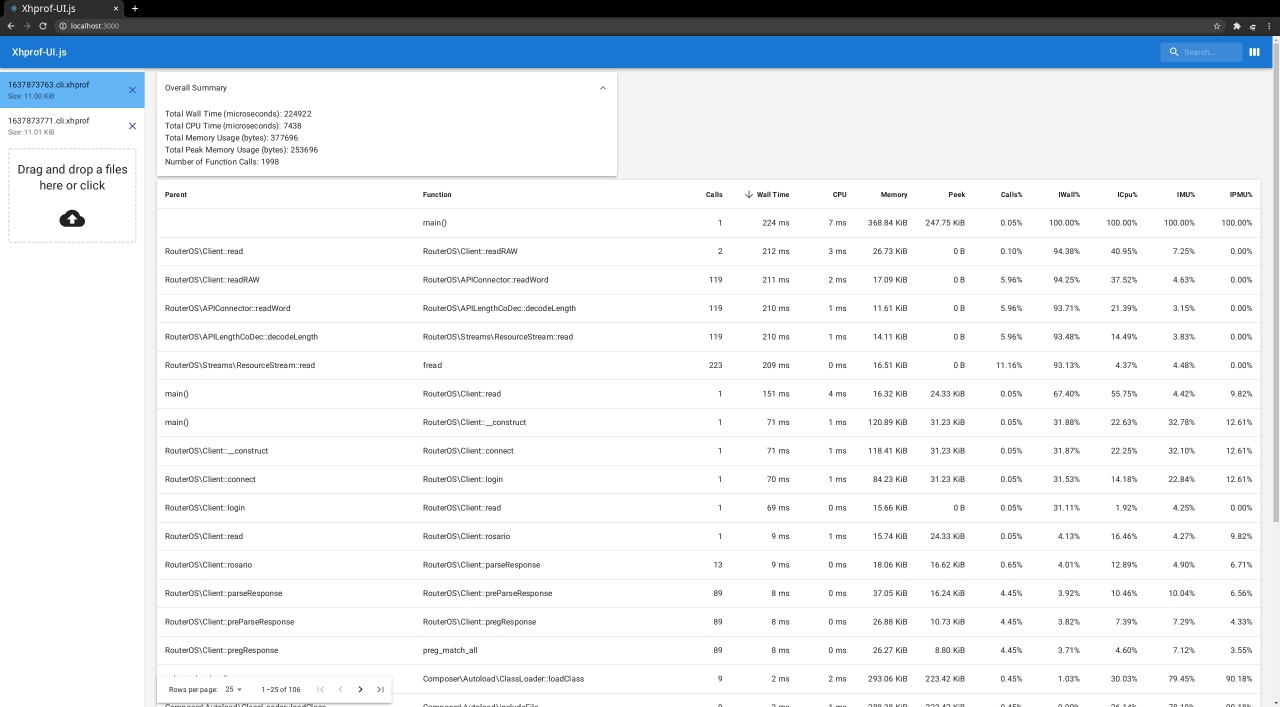 Xhprof-UI.js
localhost:3000
Xhprof-UI.js
Search...
1637873763.cli.xhprof
Size: 11.00 KiB
1637873771.cli.xhprof
Size: 11.01 KiB
Drag and drop a files
here or click
Overall Summary
Total Wall Time (microseconds): 224922
Total CPU Time (microseconds): 7438
Total Memory Usage (bytes): 377696
Total Peak Memory Usage (bytes): 253696
Number of Function Calls: 1998
Parent Function Calls Wall Time CPU Memory Peek Calls% IWall% ICpu% IMU% IPMU%
main() 1 224 ms 7 ms 368.84 KiB 247.75 KiB 0.05% 100.00% 100.00% 100.00% 100.00%
RouterOS\Client::read RouterOS\Client::readRAW 2 212 ms 3 ms 26.73 KiB 0 B 0.10% 94.38% 40.95% 7.25% 0.00%
RouterOS\Client::readRAW RouterOS\APIConnector::readWord 119 211 ms 2 ms 17.09 KiB 0 B 5.96% 94.25% 37.52% 4.63% 0.00%
RouterOS\APIConnector::readWord RouterOS\APILengthCoDec::decodeLength 119 210 ms 1 ms 11.61 KiB 0 B 5.96% 93.71% 21.39% 3.15% 0.00%
RouterOS\APILengthCoDec::decodeLength RouterOS\Streams\ResourceStream::read 119 210 ms 1 ms 14.11 KiB 0 B 5.96% 93.48% 14.49% 3.83% 0.00%
RouterOS\Streams\ResourceStream::read fread 223 209 ms 0 ms 16.51 KiB 0 B 11.16% 93.13% 4.37% 4.48% 0.00%
main() RouterOS\Client::read 1 151 ms 4 ms 16.32 KiB 24.33 KiB 0.05% 67.40% 55.75% 4.42% 9.82%
main() RouterOS\Client::__construct 1 71 ms 1 ms 120.89 KiB 31.23 KiB 0.05% 31.88% 22.63% 32.78% 12.61%
RouterOS\Client::__construct RouterOS\Client::connect 1 71 ms 1 ms 118.41 KiB 31.23 KiB 0.05% 31.87% 22.25% 32.10% 12.61%
RouterOS\Client::connect RouterOS\Client::login 1 70 ms 1 ms 84.23 KiB 31.23 KiB 0.05% 31.53% 14.18% 22.84% 12.61%
RouterOS\Client::login RouterOS\Client::read 1 69 ms 0 ms 15.66 KiB 0 B 0.05% 31.11% 1.92% 4.25% 0.00%
RouterOS\Client::read RouterOS\Client::rosario 1 9 ms 1 ms 15.74 KiB 24.33 KiB 0.05% 4.13% 16.46% 4.27% 9.82%
RouterOS\Client::rosario RouterOS\Client::parseResponse 13 9 ms 0 ms 18.06 KiB 16.62 KiB 0.65% 4.01% 12.89% 4.90% 6.71%
RouterOS\Client::parseResponse RouterOS\Client::preParseResponse 89 8 ms 0 ms 37.05 KiB 16.24 KiB 4.45% 3.92% 10.46% 10.04% 6.56%
RouterOS\Client::preParseResponse RouterOS\Client::pregResponse 89 8 ms 0 ms 26.88 KiB 10.73 KiB 4.45% 3.82% 7.39% 7.29% 4.33%
RouterOS\Client::pregResponse preg_match_all 89 8 ms 0 ms 26.27 KiB 8.80 KiB 4.45% 3.71% 4.60% 7.12% 3.55%
Composer\Autoload\ClassLoader::loadClass 9 2 ms 2 ms 293.06 KiB 223.42 KiB 0.45% 1.03% 30.03% 79.45% 90.18%
Rows per page: 25 1–25 of 106